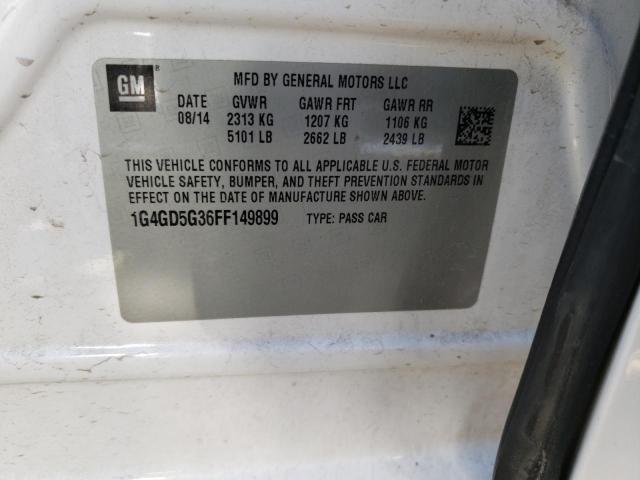 GM ®
MFD BY GENERAL MOTORS LLC
DATE GVWR GAWR FRT GAWR RR
08/14 2313 KG 1207 KG 1106 KG
5101 LB 2662 LB 2439 LB
THIS VEHICLE CONFORMS TO ALL APPLICABLE U.S. FEDERAL MOTOR
VEHICLE SAFETY, BUMPER, AND THEFT PREVENTION STANDARDS IN
EFFECT ON THE DATE OF MANUFACTURE SHOWN ABOVE.
1G4GD5G36FF149899 TYPE: PASS CAR